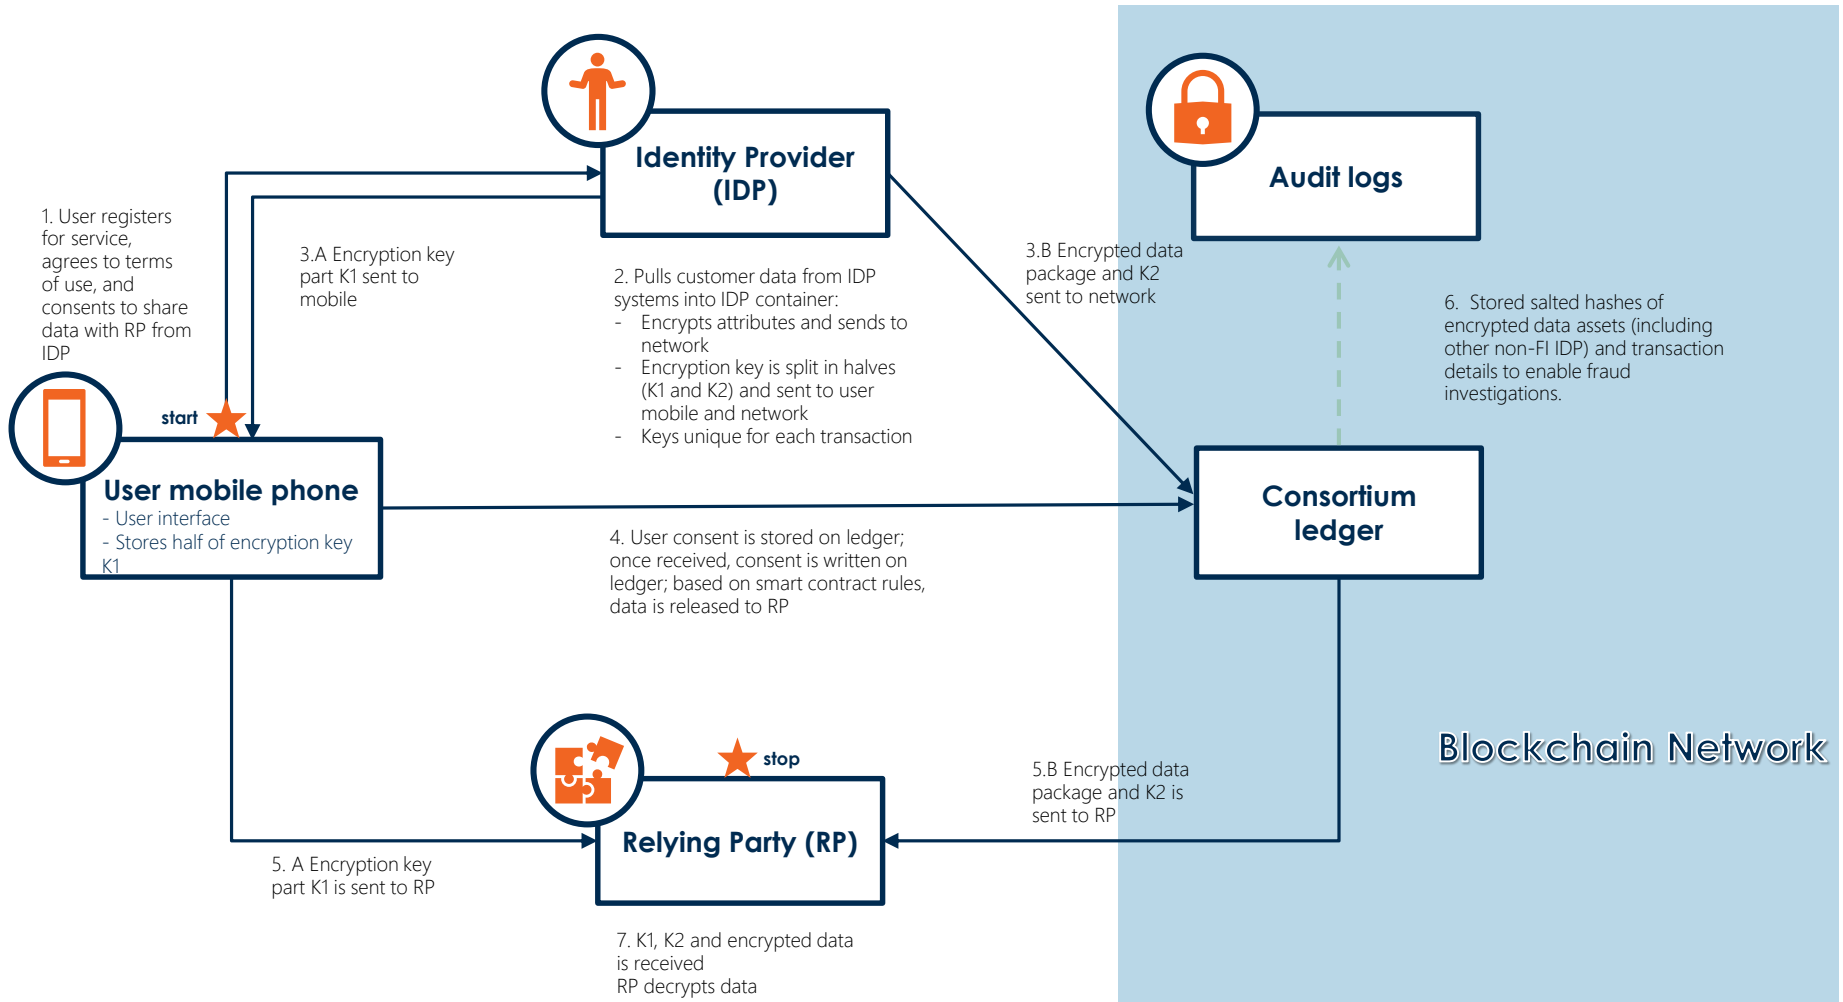 Identity Provider
(IDP)
Audit logs
1. User registers
for service,
agrees to terms
of use, and
consents to share
data with RP from
IDP
3.A Encryption key
part K1 sent to
mobile
2. Pulls customer data from IDP
systems into IDP container:
- Encrypts attributes and sends to
network
- Encryption key is split in halves
(K1 and K2) and sent to user
mobile and network
- Keys unique for each transaction
3.B Encrypted data
package and K2
sent to network
6. Stored salted hashes of
encrypted data assets (including
other non-FI IDP) and transaction
details to enable fraud
investigations.
start
User mobile phone
- User interface
- Stores half of encryption key
K1
Consortium
ledger
4. User consent is stored on ledger;
once received, consent is written on
ledger; based on smart contract rules,
data is released to RP
Blockchain Network
stop
5.B Encrypted data
package and K2 is
sent to RP
Relying Party (RP)
5. A Encryption key
part K1 is sent to RP
7. K1, K2 and encrypted data
is received
RP decrypts data